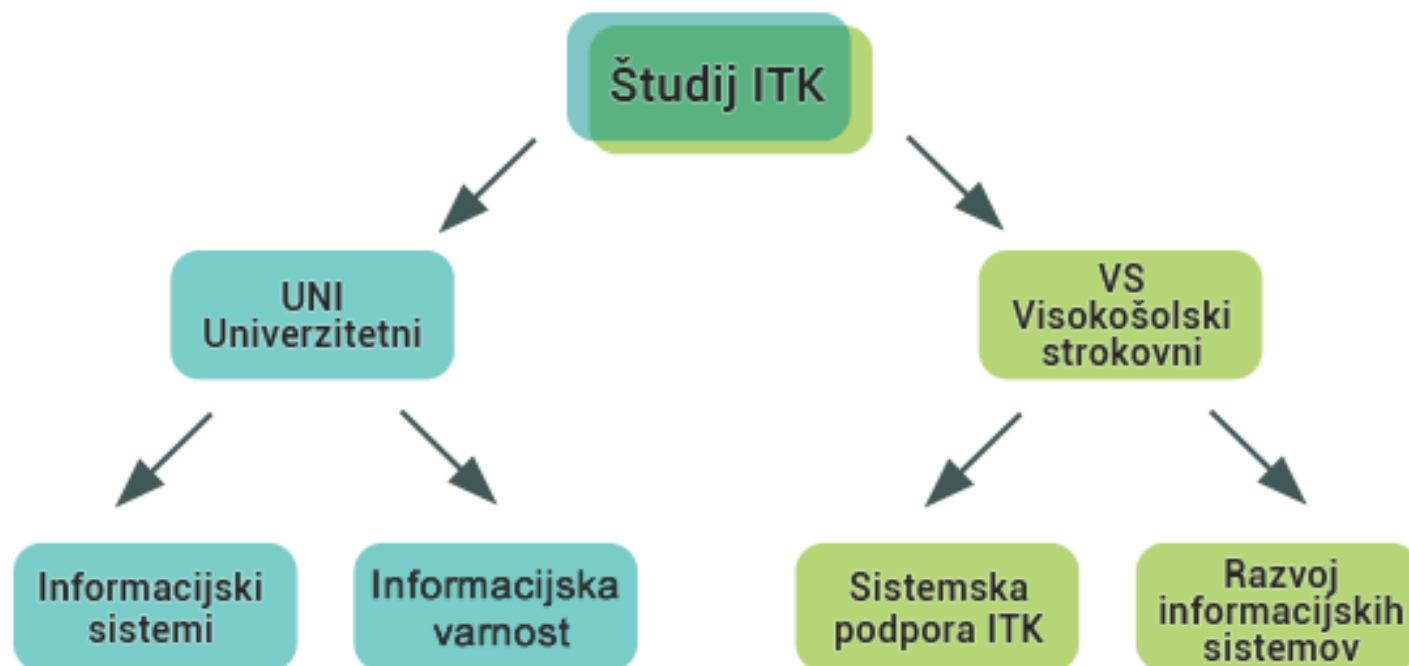 Študij ITK
UNI
Univerzitetni
VS
Visokošolski
strokovni
Informacijski
sistemi
Informacijska
varnost
Sistemska
podpora ITK
Razvoj
informacijskih
sistemov